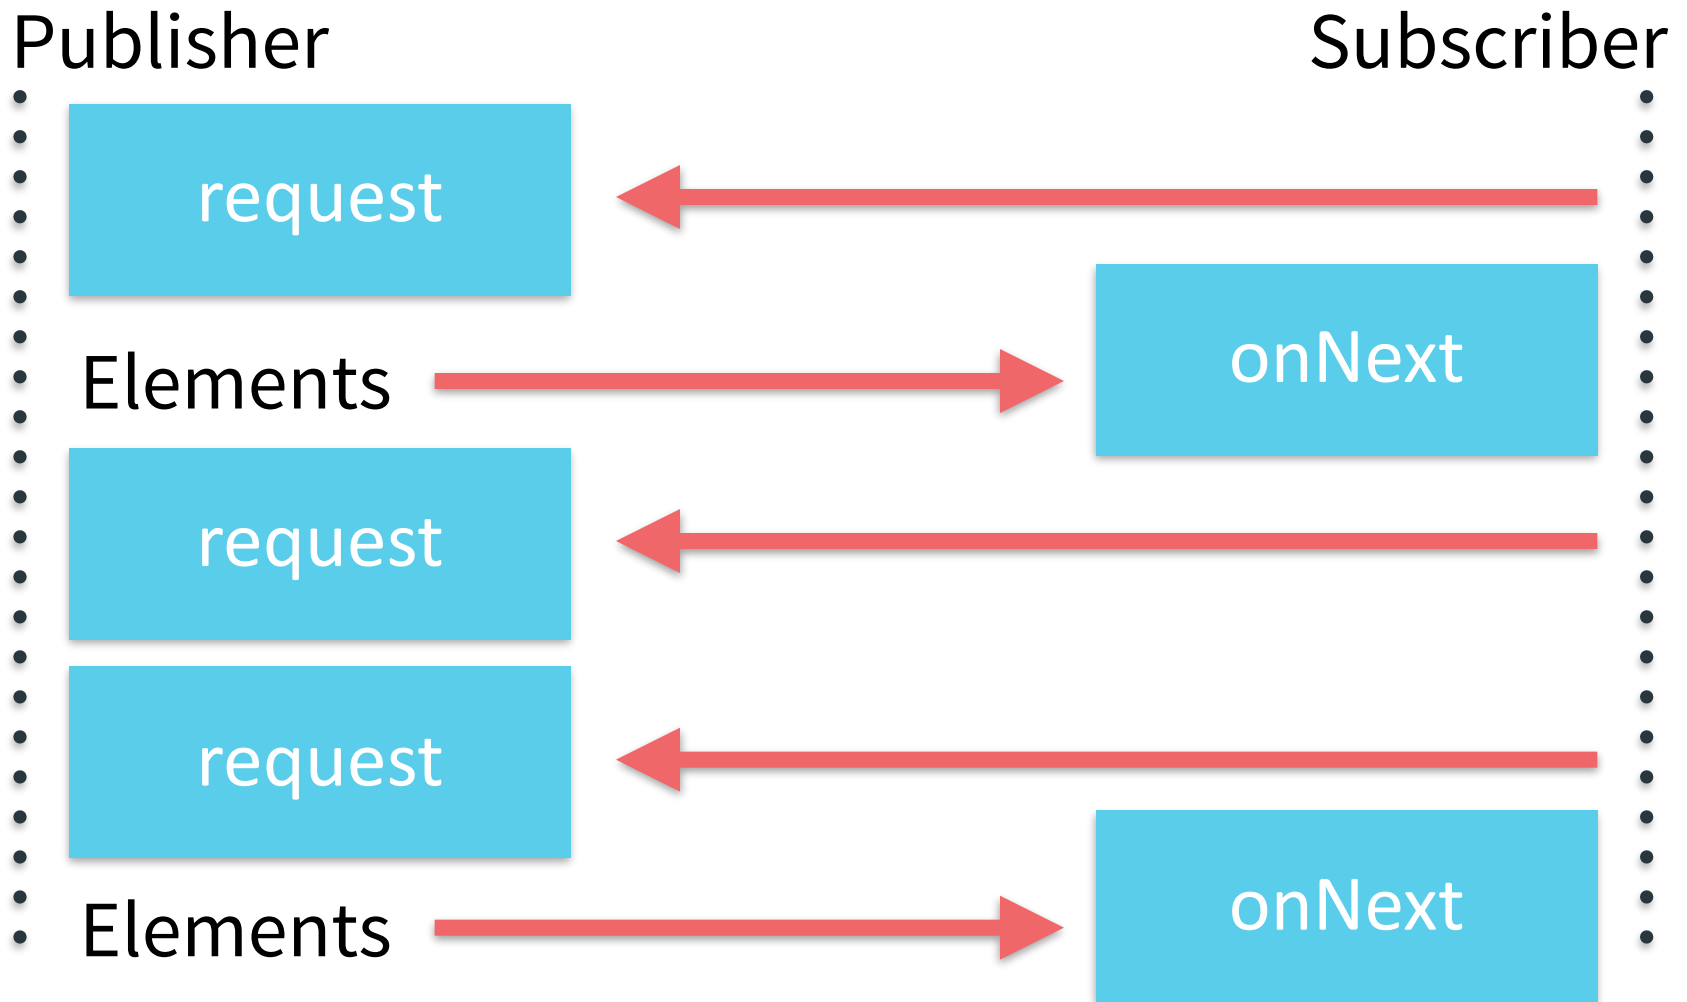 Publisher
Subscriber
request
onNext
Elements
request
request
onNext
Elements